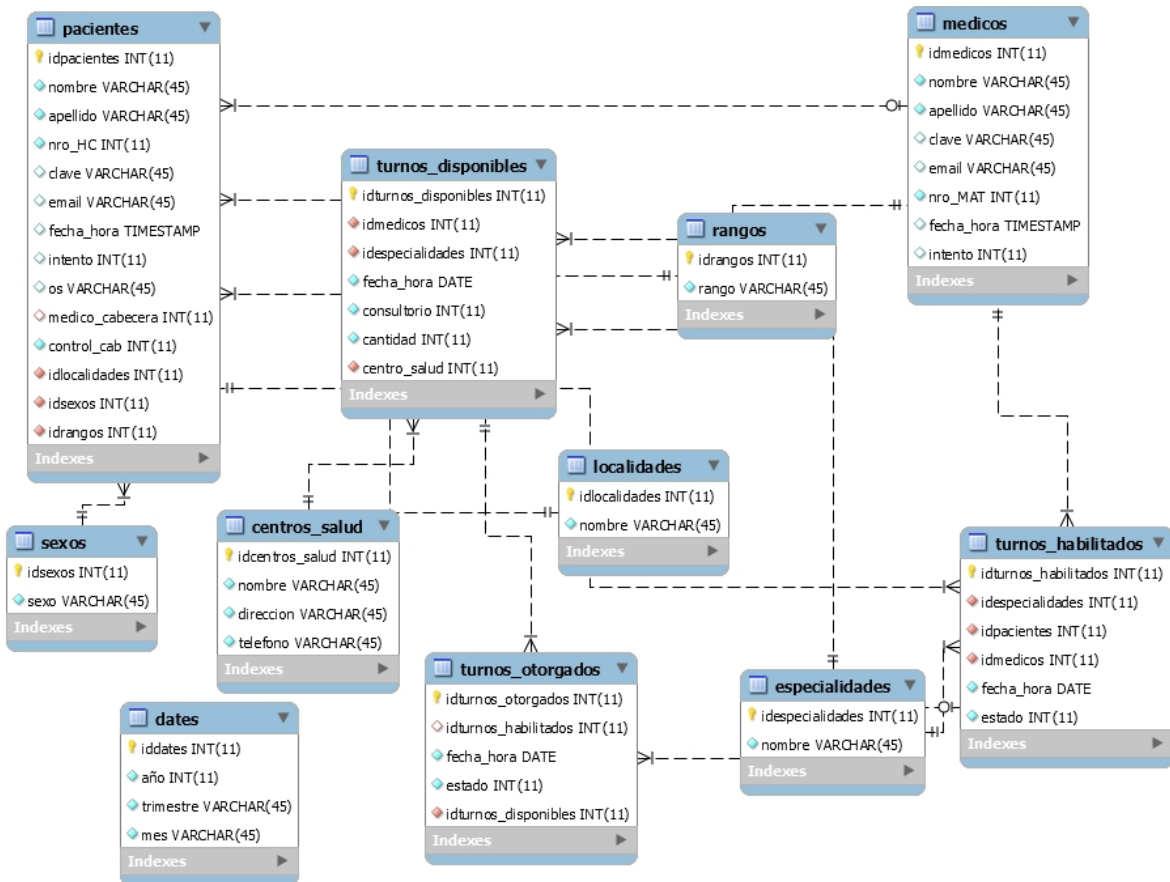 pacientes
idpacientes INT(11)
nombre VARCHAR(45)
apellido VARCHAR(45)
nro_HC INT(11)
clave VARCHAR(45)
email VARCHAR(45)
fecha_hora TIMESTAMP
intento INT(11)
os VARCHAR(45)
medico_cabecera INT(11)
control_cab INT(11)
idlocalidades INT(11)
idsexos INT(11)
idrangos INT(11)
Indexes
medicos
idmedicos INT(11)
nombre VARCHAR(45)
apellido VARCHAR(45)
clave VARCHAR(45)
email VARCHAR(45)
nro_MAT INT(11)
fecha_hora TIMESTAMP
intento INT(11)
Indexes
turnos_disponibles
idturnos_disponibles INT(11)
idmedicos INT(11)
idespecialidades INT(11)
fecha_hora DATE
consultorio INT(11)
cantidad INT(11)
centro_salud INT(11)
Indexes
rangos
idrangos INT(11)
rango VARCHAR(45)
Indexes
localidades
idlocalidades INT(11)
nombre VARCHAR(45)
Indexes
sexos
idsexos INT(11)
sexo VARCHAR(45)
Indexes
centros_salud
idcentros_salud INT(11)
nombre VARCHAR(45)
direccion VARCHAR(45)
telefono VARCHAR(45)
Indexes
turnos_habilitados
idturnos_habilitados INT(11)
idespecialidades INT(11)
idpacientes INT(11)
idmedicos INT(11)
fecha_hora DATE
estado INT(11)
Indexes
turnos_otorgados
idturnos_otorgados INT(11)
idturnos_habilitados INT(11)
fecha_hora DATE
estado INT(11)
idturnos_disponibles INT(11)
Indexes
especialidades
idespecialidades INT(11)
nombre VARCHAR(45)
Indexes
dates
iddates INT(11)
año INT(11)
trimestre VARCHAR(45)
mes VARCHAR(45)
Indexes